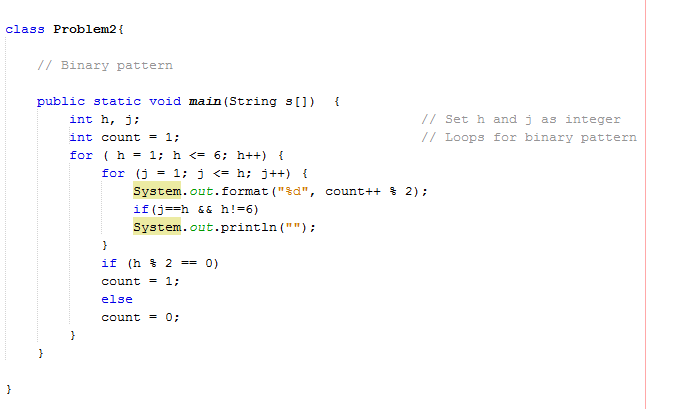 class Problem2{
// Binary pattern
public static void main(String s[]) {
int h, j; // Set h and j as integer
int count = 1; // Loops for binary pattern
for ( h = 1; h <= 6; h++) {
for (j = 1; j <= h; j++) {
System.out.format("%d", count++ % 2);
if(j==h && h!=6)
System.out.println("");
}
if (h % 2 == 0)
count = 1;
else
count = 0;
}
}
}